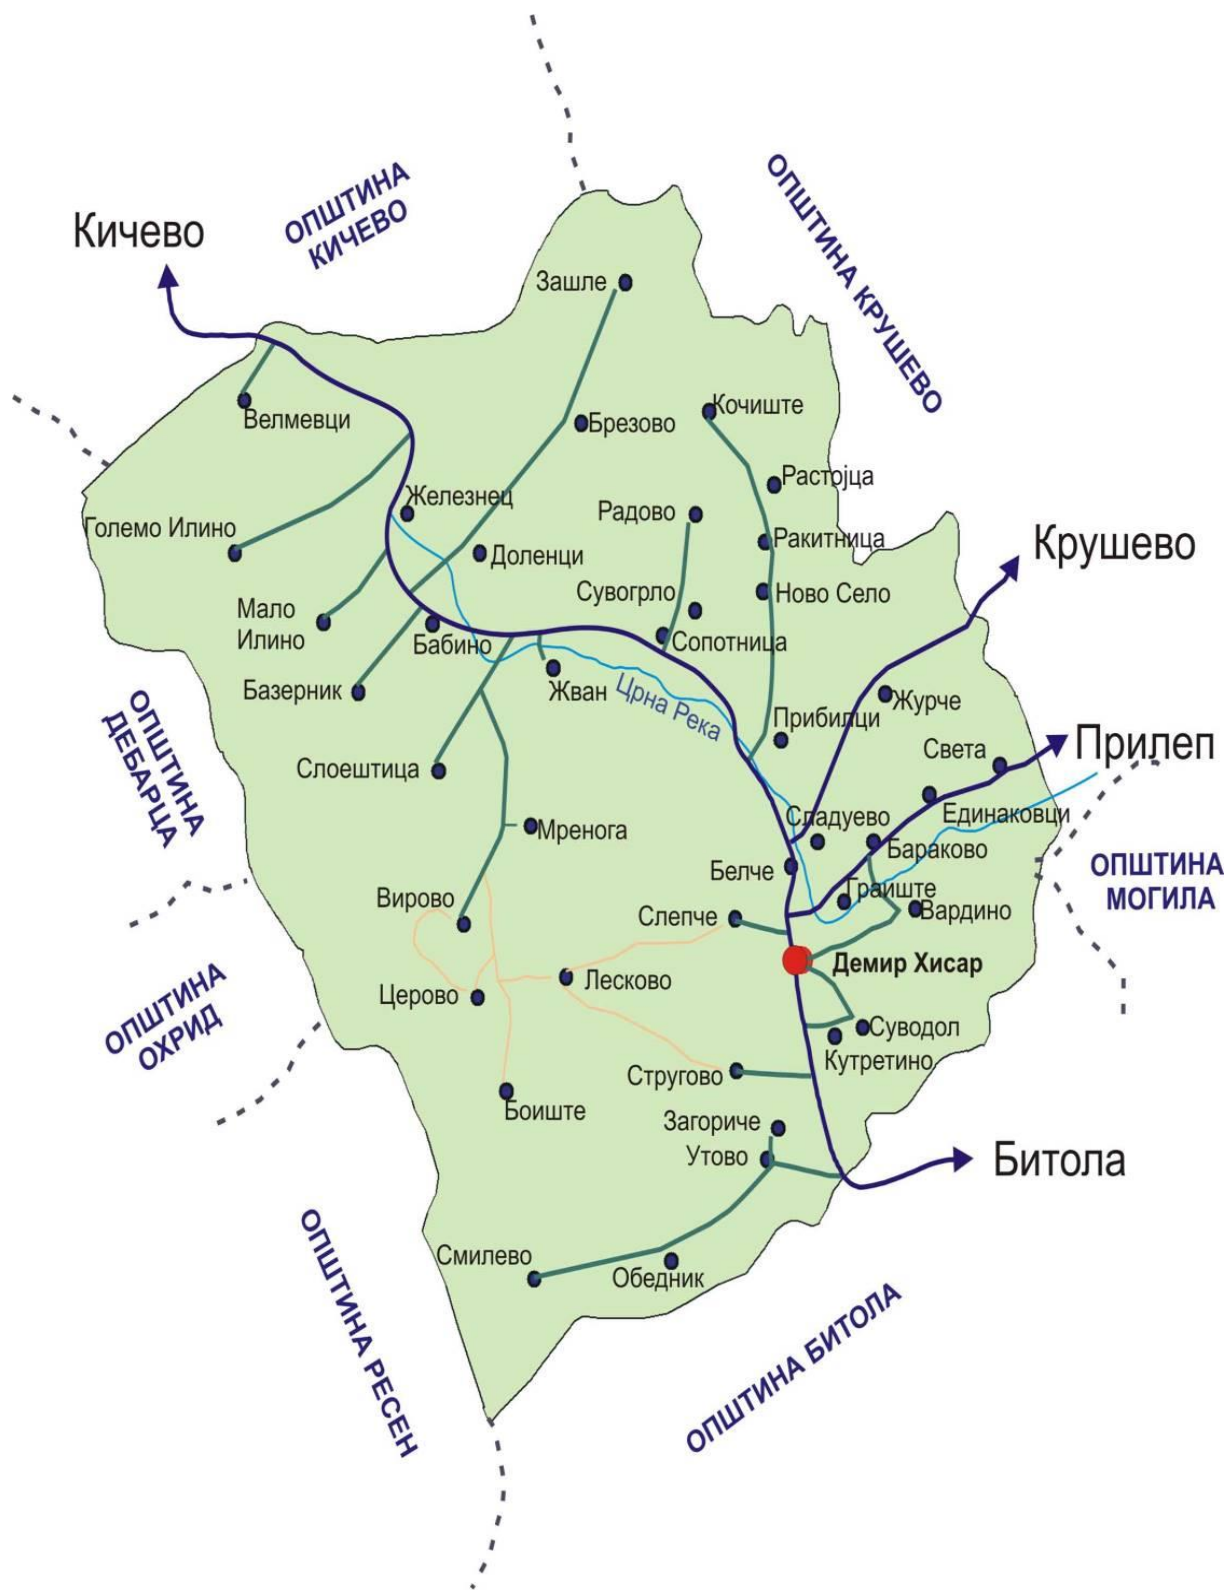 ОПШТИНА
КИЧЕВО
ОПШТИНА КРУШЕВО
Кичево
Зашле
Велмевци
Брезово
Кочиште
Растојца
Железнец
Големо Илино
Радово
Ракитница
Крушево
Доленци
Сувогрло
Ново Село
Мало
Илино
Бабино
Сопотница
Базерник
Жван
Црна Река
Журче
Прибилци
ОПШТИНА
ДЕБАРЦА
Света
Прилеп
Слоештица
Единаковци
Сладуево
Мренога
Бараково
Белче
ОПШТИНА
МОГИЛА
Граиште
Вирово
Слепче
Вардино
Демир Хисар
Лесково
Церово
ОПШТИНА
ОХРИД
Суводол
Кутретино
Стругово
Боиште
Загориче
Утово
Битола
Смилево
Обедник
ОПШТИНА РЕСЕН
ОПШТИНА БИТОЛА